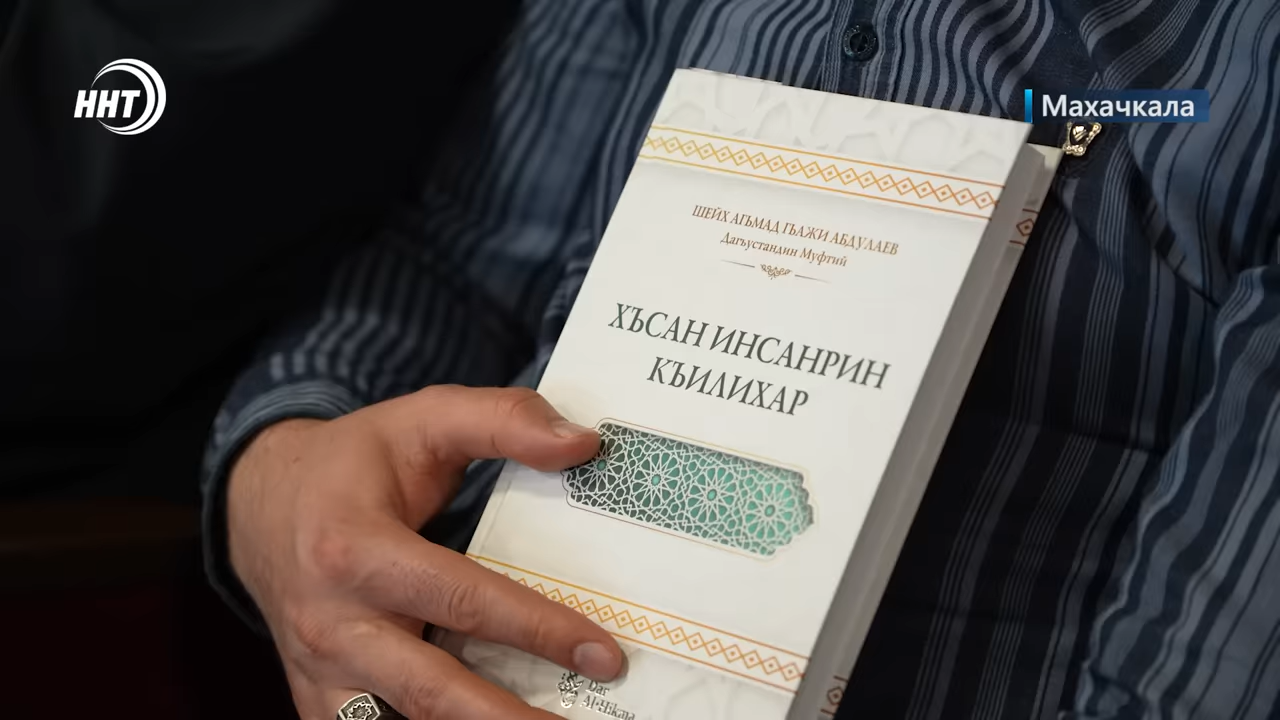 ННТ
Махачкала
ШЕЙХ АГЬМАД ГЬАЖИ АБДУЛАЕВ
Дагъустандин Муфтий
ХЪСАН ИНСАНРИН
КЪИЛИХАР
Dar
Al-Hikma